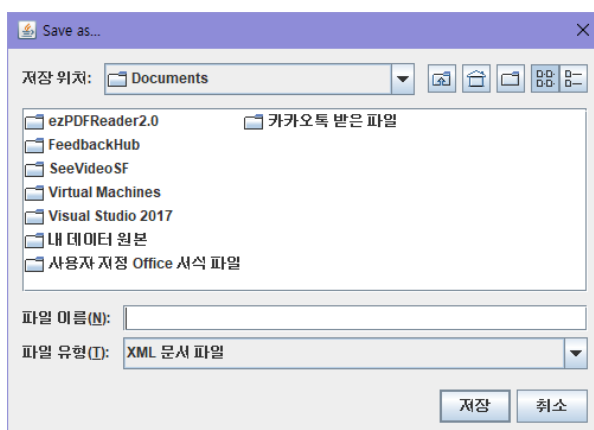 Save as...
저장 위치: Documents
ezPDFReader2.0
FeedbackHub
SeeVideoSF
Virtual Machines
Visual Studio 2017
내 데이터 원본
사용자 지정 Office 서식 파일
카카오톡 받은 파일
파일 이름(N):
파일 유형(T): XML 문서 파일
저장 취소